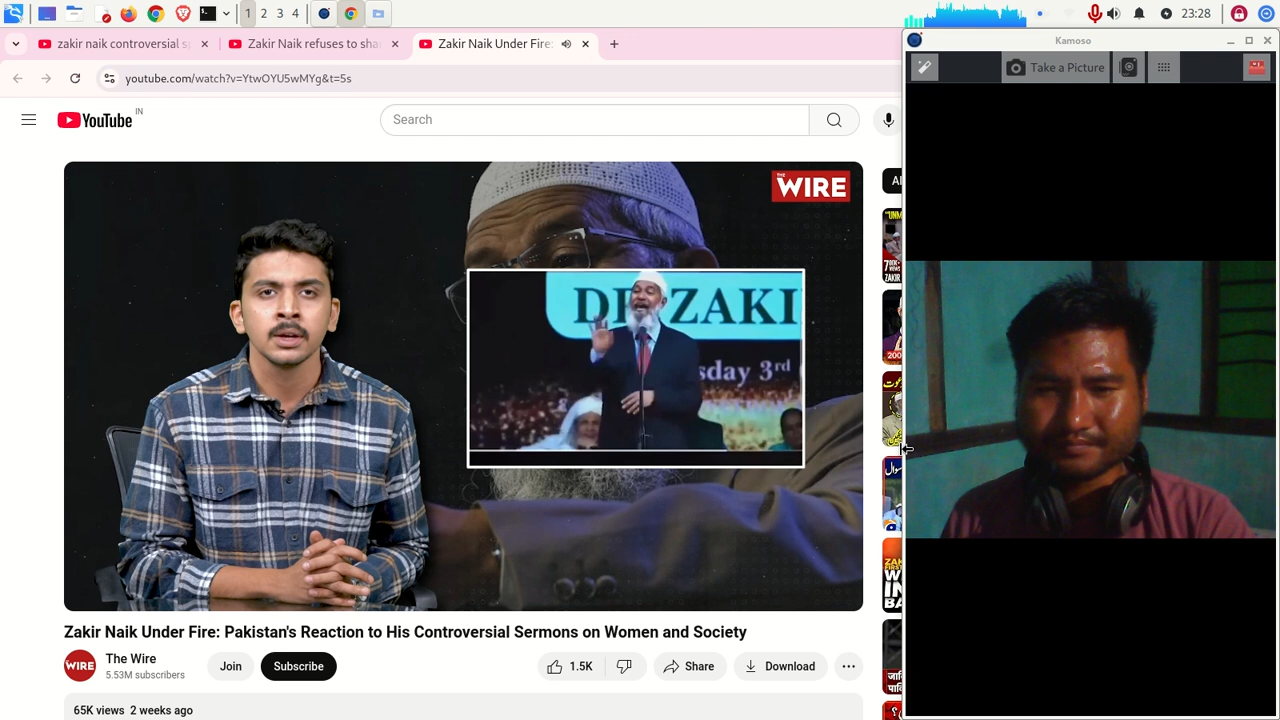 1 2 3 4
23:28
zakir naik controversial s
Zakir Naik refuses to tha
Zakir Naik Under Fire:
Kamoso
youtube.com/watch?v=YtwOYU5wMYg&t=5s
Take a Picture
YouTube IN
Search
THE WIRE
DR ZAKI
sday 3rd
Zakir Naik Under Fire: Pakistan's Reaction to His Controversial Sermons on Women and Society
WIRE
The Wire
5.53M subscribers
Join
Subscribe
1.5K
Share
Download
65K views 2 weeks ago